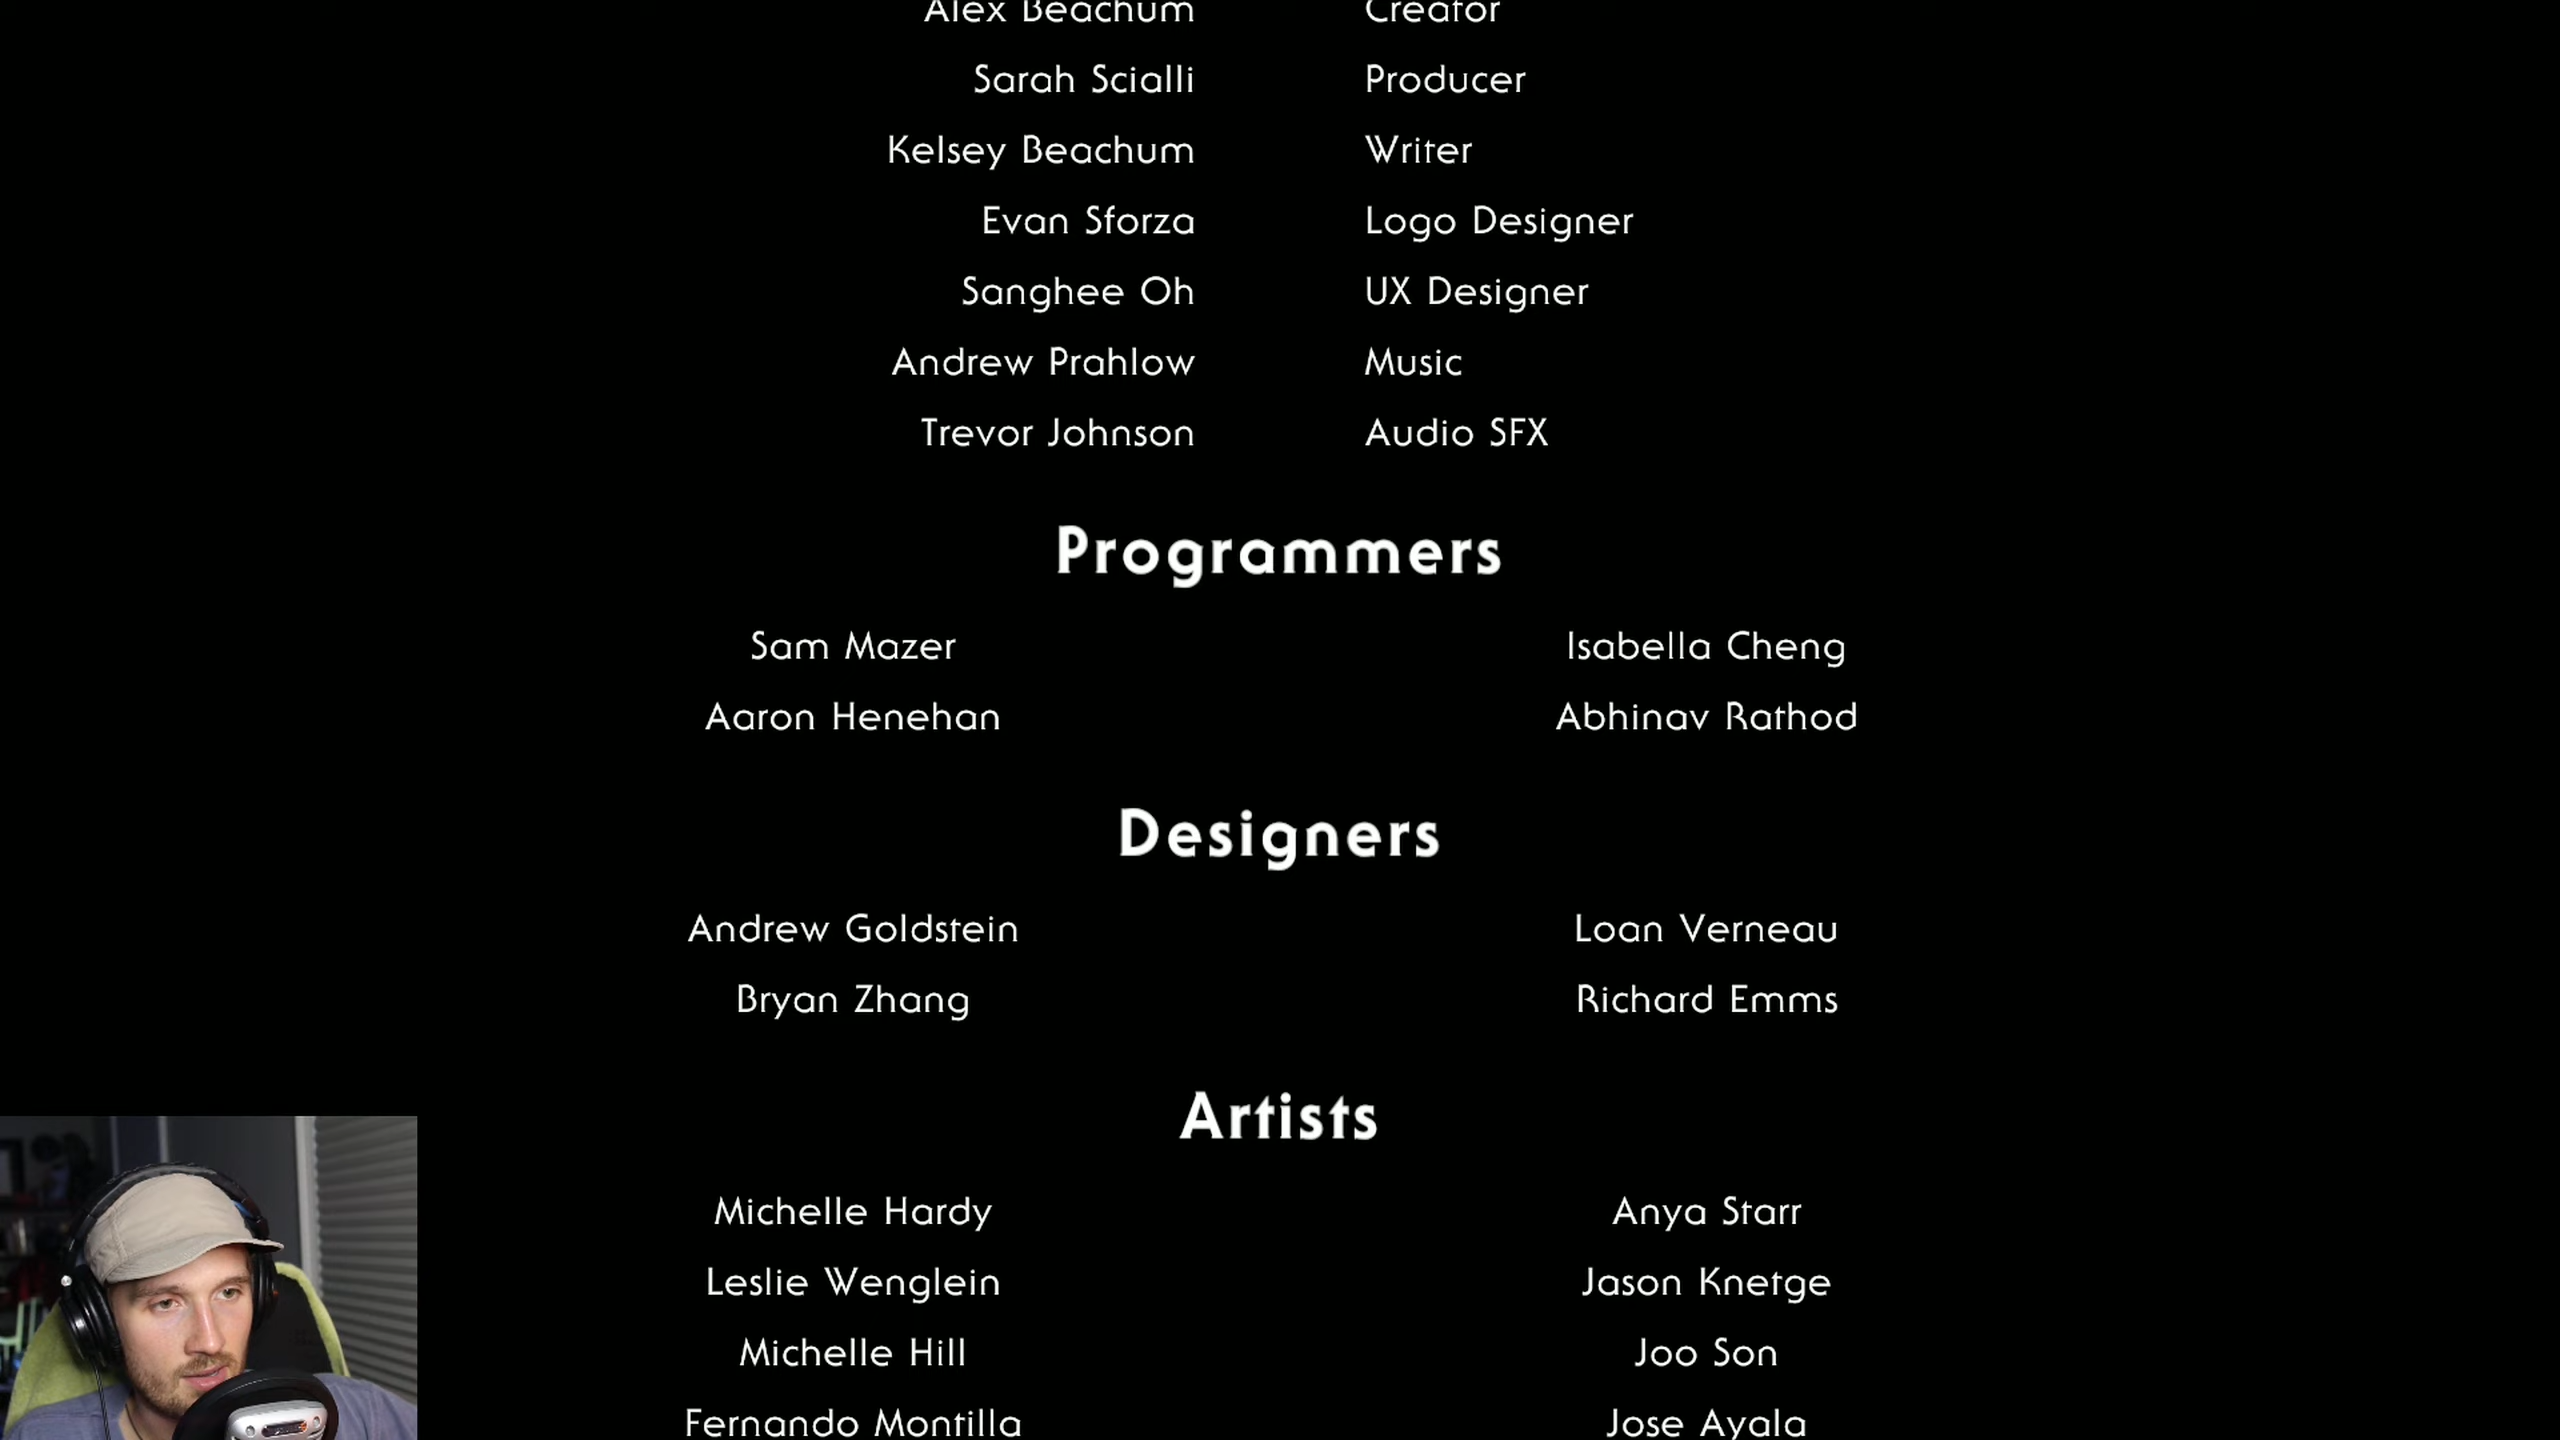 Alex Beachum Creator
Sarah Scialli Producer
Kelsey Beachum Writer
Evan Sforza Logo Designer
Sanghee Oh UX Designer
Andrew Prahlow Music
Trevor Johnson Audio SFX
Programmers
Sam Mazer Isabella Cheng
Aaron Henehan Abhinav Rathod
Designers
Andrew Goldstein Loan Verneau
Bryan Zhang Richard Emms
Artists
Michelle Hardy Anya Starr
Leslie Wenglein Jason Knetge
Michelle Hill Joo Son
Fernando Montilla Jose Ayala